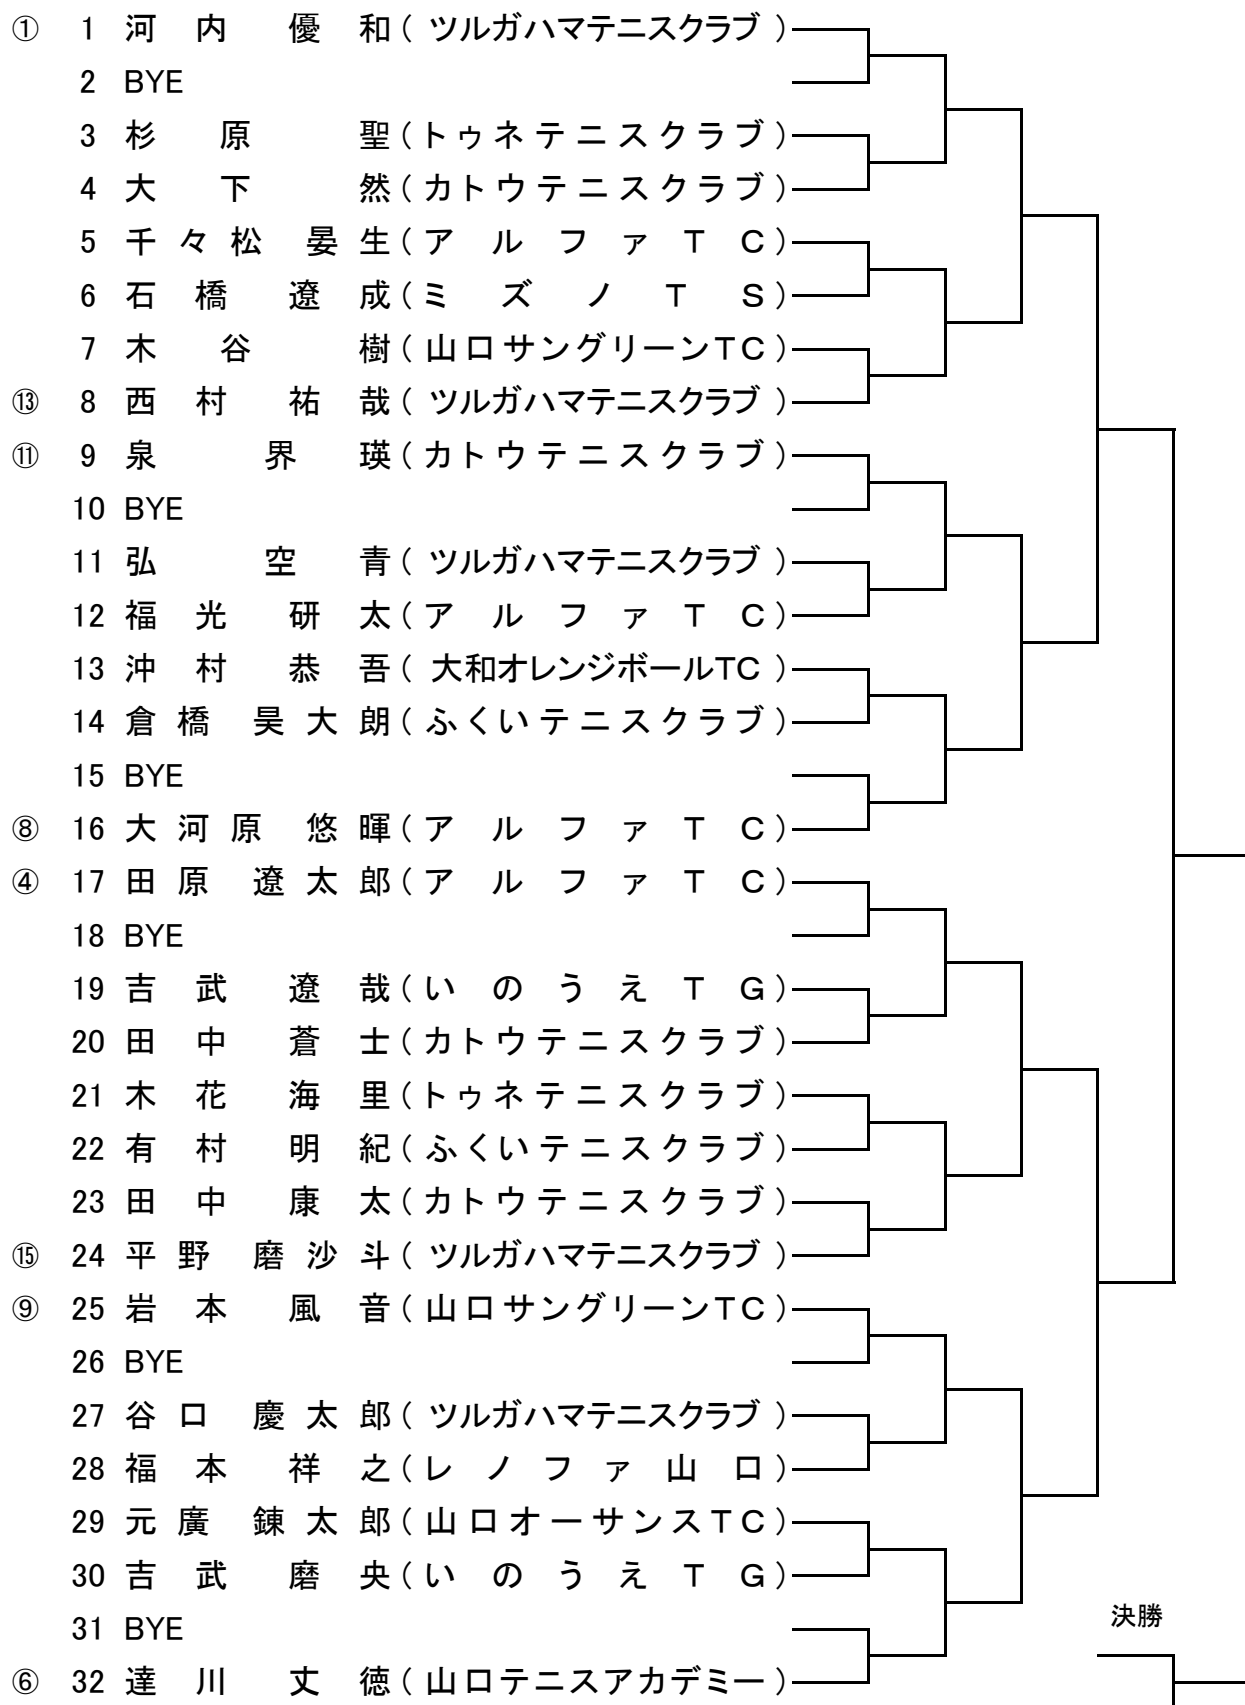 ① 1 河内 優和(ツルガハマテニスクラブ)
2 BYE
3 杉原 聖(トゥネテニスクラブ)
4 大下 然(カトウテニスクラブ)
5 千々松 晏生(アルファTC)
6 石橋 遼成(ミズノTS)
7 木谷 樹(山口サングリーンTC)
⑬ 8 西村 祐哉(ツルガハマテニスクラブ)
⑪ 9 泉 界瑛(カトウテニスクラブ)
10 BYE
11 弘 空青(ツルガハマテニスクラブ)
12 福光 研太(アルファTC)
13 沖村 恭吾(大和オレンジボールTC)
14 倉橋 昊大朗(ふくいテニスクラブ)
15 BYE
⑧ 16 大河原 悠暉(アルファTC)
④ 17 田原 遼太郎(アルファTC)
18 BYE
19 吉武 遼哉(いのうえTG)
20 田中 蒼士(カトウテニスクラブ)
21 木花 海里(トゥネテニスクラブ)
22 有村 明紀(ふくいテニスクラブ)
23 田中 康太(カトウテニスクラブ)
⑮ 24 平野 磨沙斗(ツルガハマテニスクラブ)
⑨ 25 岩本 風音(山口サングリーンTC)
26 BYE
27 谷口 慶太郎(ツルガハマテニスクラブ)
28 福本 祥之(レノファ山口)
29 元廣 錬太郎(山口オーサンスTC)
30 吉武 磨央(いのうえTG)
31 BYE
決勝
⑥ 32 達川 丈徳(山口テニスアカデミー)